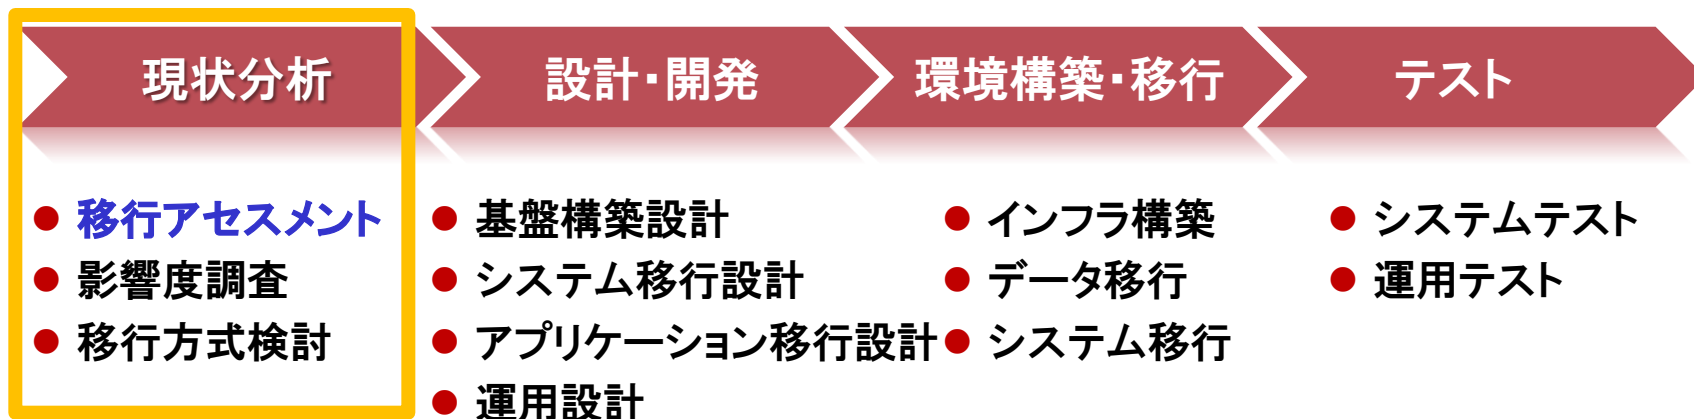 現状分析
設計・開発
環境構築・移行
テスト
● 移行アセスメント
● 影響度調査
● 移行方式検討
● 基盤構築設計
● システム移行設計
● アプリケーション移行設計
● 運用設計
● インフラ構築
● データ移行
● システム移行
● システムテスト
● 運用テスト